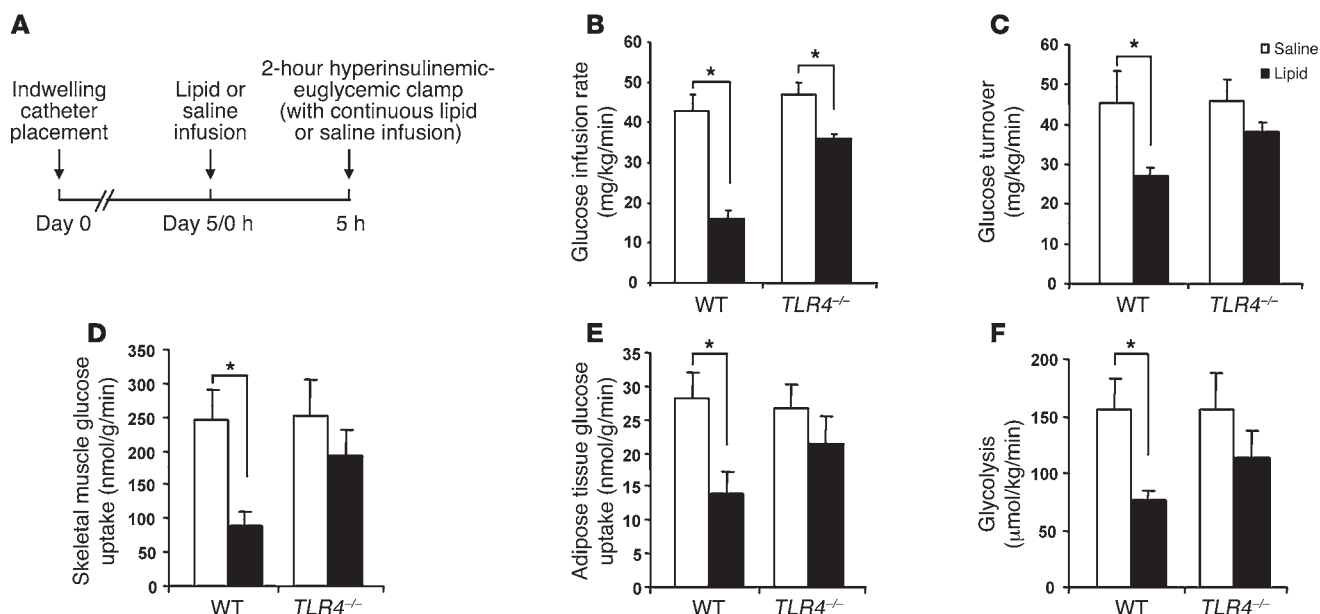 A
Indwelling
catheter
placement
Lipid or
saline
infusion
2-hour hyperinsulinemic-
euglycemic clamp
(with continuous lipid
or saline infusion)
Day 0
Day 5/0 h
5 h
B
Glucose infusion rate
(mg/kg/min)
60
50
40
30
20
10
0
*
*
WT
TLR4–/–
C
Glucose turnover
(mg/kg/min)
60
50
40
30
20
10
0
*
Saline
Lipid
WT
TLR4–/–
D
Skeletal muscle glucose
uptake (nmol/g/min)
350
300
250
200
150
100
50
0
*
WT
TLR4–/–
E
Adipose tissue glucose
uptake (nmol/g/min)
35
30
25
20
15
10
5
0
*
WT
TLR4–/–
F
Glycolysis
(μmol/kg/min)
200
150
100
50
0
*
WT
TLR4–/–